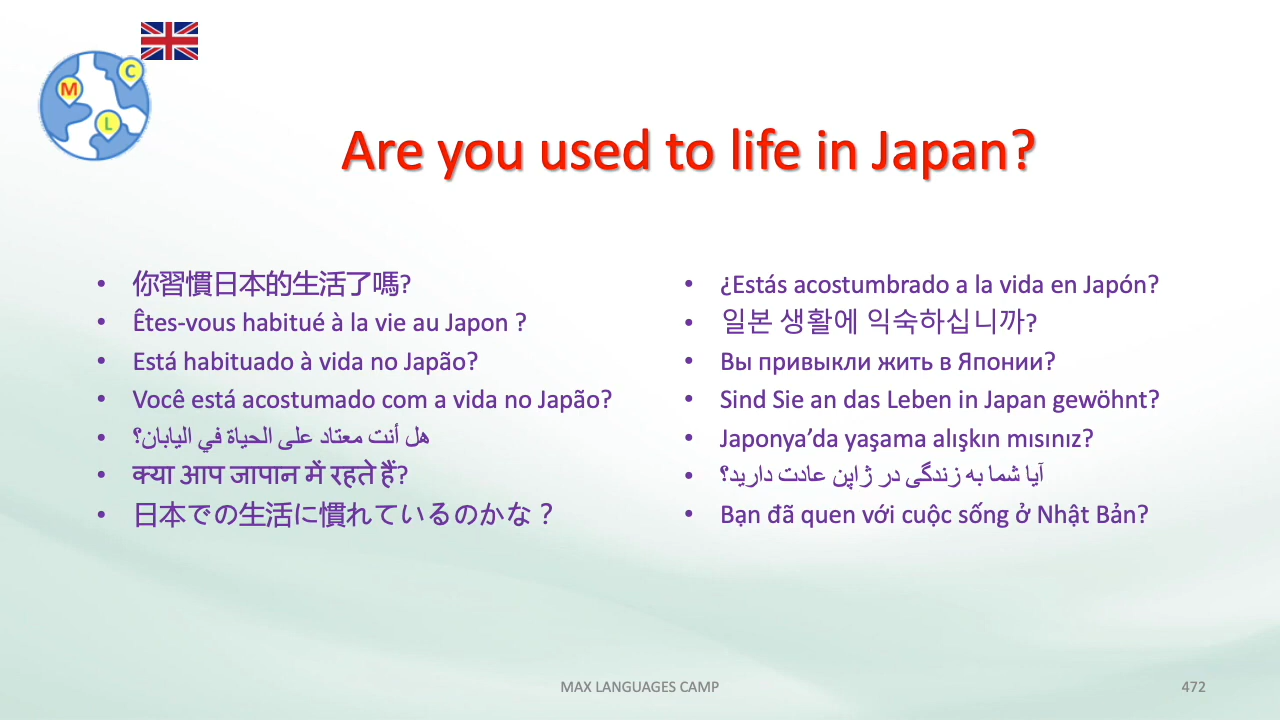 M
C
L
Are you used to life in Japan?
• 你習慣日本的生活了嗎?
• Êtes-vous habitué à la vie au Japon ?
• Está habituado à vida no Japão?
• Você está acostumado com a vida no Japão?
• هل أنت معتاد على الحياة في اليابان؟
• क्या आप जापान में रहते हैं?
• 日本での生活に慣れているのかな？
• ¿Estás acostumbrado a la vida en Japón?
• 일본 생활에 익숙하십니까?
• Вы привыкли жить в Японии?
• Sind Sie an das Leben in Japan gewöhnt?
• Japonya’da yaşama alışkın mısınız?
• آیا شما به زندگی در ژاپن عادت دارید؟
• Bạn đã quen với cuộc sống ở Nhật Bản?
MAX LANGUAGES CAMP
472